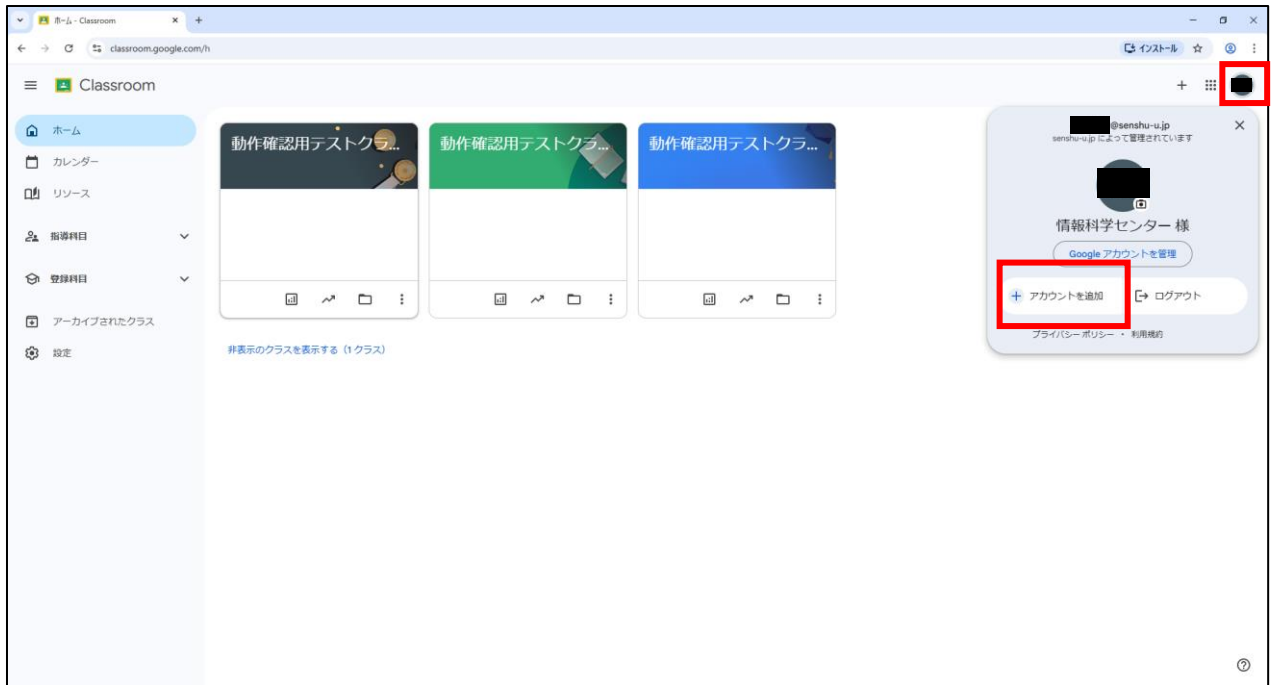 ホーム - Classroom
classroom.google.com/h
インストール
Classroom
ホーム
カレンダー
リソース
指導科目
登録科目
アーカイブされたクラス
設定
動作確認用テストクラ...
動作確認用テストクラ...
動作確認用テストクラ...
非表示のクラスを表示する (1 クラス)
@senshu-u.jp
senshu-u.jp によって管理されています
情報科学センター 様
Google アカウントを管理
アカウントを追加
ログアウト
プライバシー ポリシー ・ 利用規約